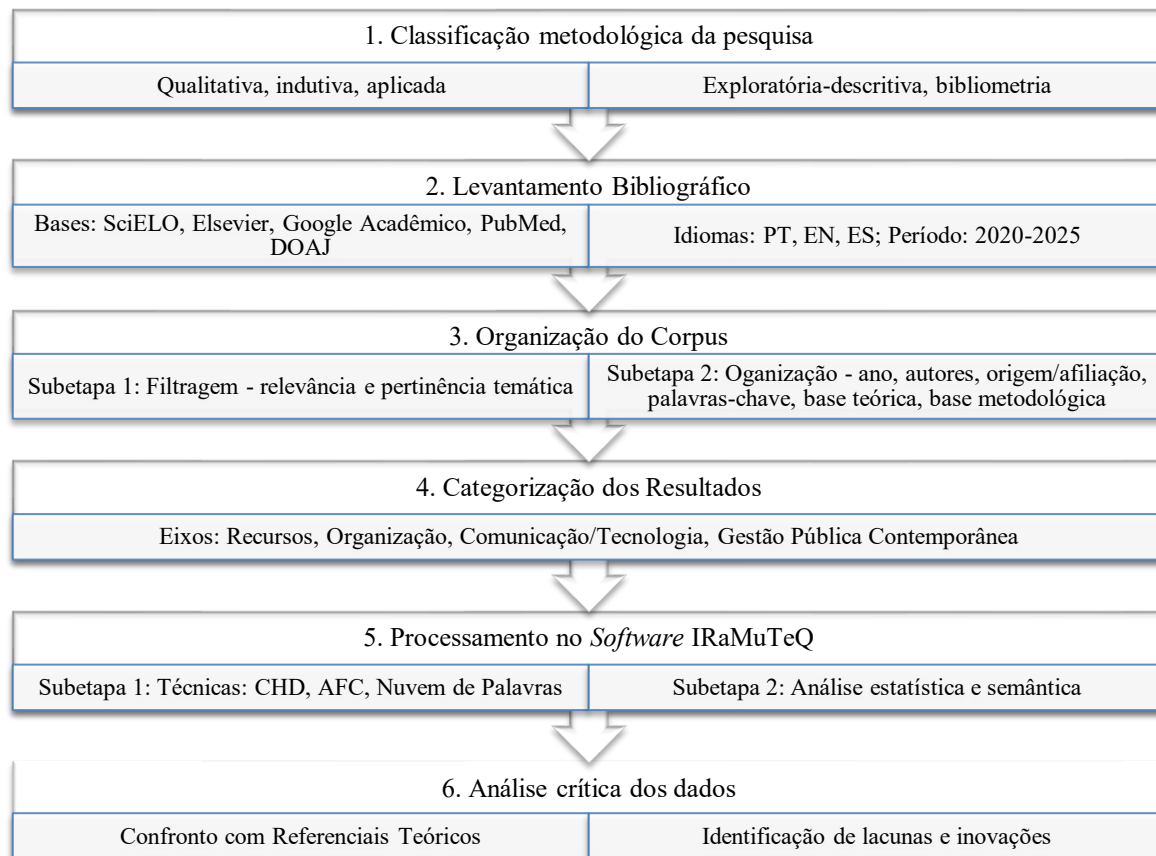 1. Classificação metodológica da pesquisa
Qualitativa, indutiva, aplicada
Exploratória-descritiva, bibliometria
2. Levantamento Bibliográfico
Bases: SciELO, Elsevier, Google Acadêmico, PubMed,
DOAJ
Idiomas: PT, EN, ES; Período: 2020-2025
3. Organização do Corpus
Subetapa 1: Filtragem - relevância e pertinência temática
Subetapa 2: Oganização - ano, autores, origem/afiliação,
palavras-chave, base teórica, base metodológica
4. Categorização dos Resultados
Eixos: Recursos, Organização, Comunicação/Tecnologia, Gestão Pública Contemporânea
5. Processamento no Software IRaMuTeQ
Subetapa 1: Técnicas: CHD, AFC, Nuvem de Palavras
Subetapa 2: Análise estatística e semântica
6. Análise crítica dos dados
Confronto com Referenciais Teóricos
Identificação de lacunas e inovações